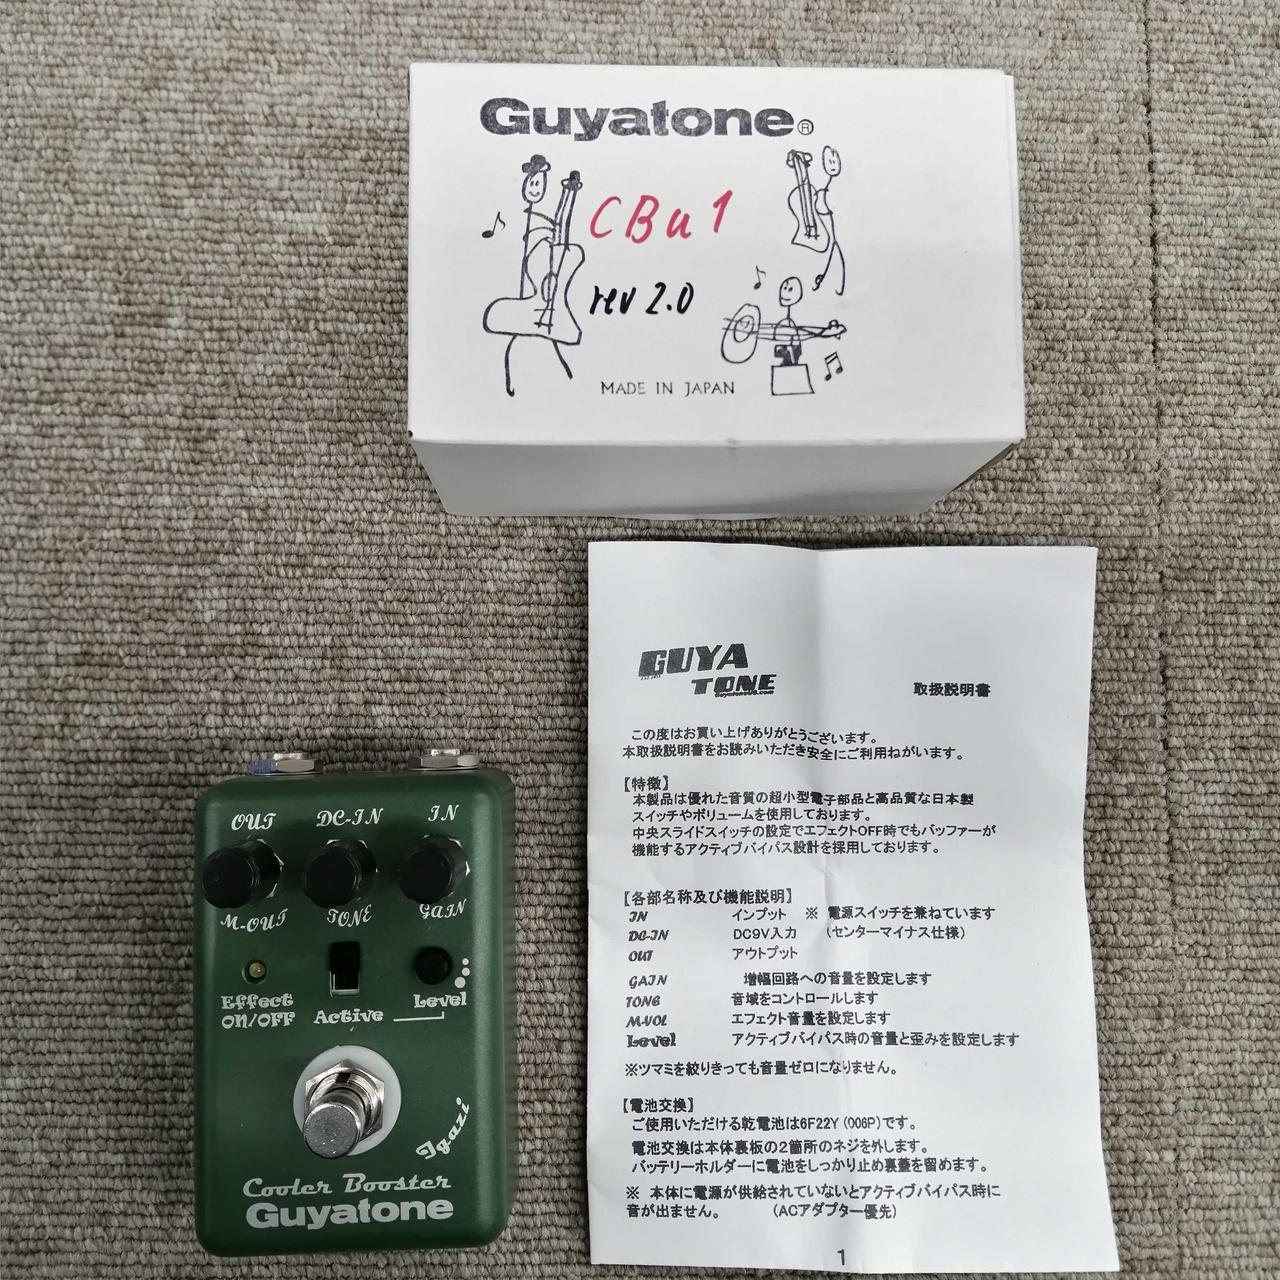 Guyatone®
CBu1
rev 2.0
MADE IN JAPAN
GUYA
TONE
GuyatoneUS.com
取扱説明書
この度はお買い上げありがとうございます。
本取扱説明書をお読みいただき安全にご利用ねがいます。
【特徴】
本製品は優れた音質の超小型電子部品と高品質な日本製
スイッチやボリュームを使用しております。
中央スライドスイッチの設定でエフェクトOFF時でもバッファーが
機能するアクティブバイパス設計を採用しております。
【各部名称及び機能説明】
IN インプット ※ 電源スイッチを兼ねています
DC-IN DC9V入力 (センターマイナス仕様)
OUT アウトプット
GAIN 増幅回路への音量を設定します
TONE 音域をコントロールします
M-VOL エフェクト音量を設定します
Level アクティブバイパス時の音量と歪みを設定します
※ツマミを絞りきっても音量ゼロになりません。
【電池交換】
ご使用いただける乾電池は6F22Y(006P)です。
電池交換は本体裏板の2箇所のネジを外します。
バッテリーホルダーに電池をしっかり止め裏蓋を留めます。
※ 本体に電源が供給されていないとアクティブバイパス時に
音が出ません。 (ACアダプター優先)
1
OUT DC-IN IN
M-OUT TONE GAIN
Effect
ON/OFF
Active
Level
Igazi
Cooler Booster
Guyatone